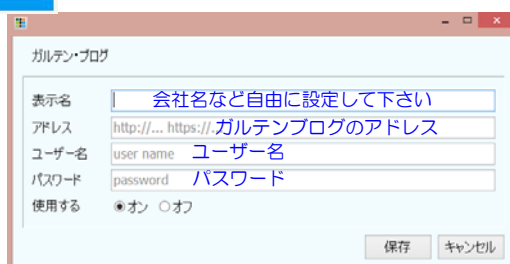 ガルテン・ブログ
表示名 会社名など自由に設定して下さい
アドレス http://... https://... ガルテンブログのアドレス
ユーザー名 user name ユーザー名
パスワード password パスワード
使用する オン オフ
保存 キャンセル